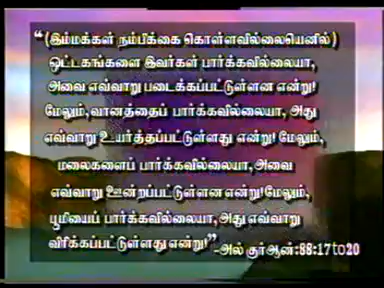 “(இம்மக்கள் நம்பிக்கை கொள்ளவில்லையெனில்)
ஒட்டகங்களை இவர்கள் பார்க்கவில்லையா,
அவை எவ்வாறு படைக்கப்பட்டுள்ளன என்று!
மேலும், வானத்தைப் பார்க்கவில்லையா, அது
எவ்வாறு உயர்த்தப்பட்டுள்ளது என்று! மேலும்,
மலைகளைப் பார்க்கவில்லையா, அவை
எவ்வாறு ஊன்றப்பட்டுள்ளன என்று! மேலும்,
பூமியைப் பார்க்கவில்லையா, அது எவ்வாறு
விரிக்கப்பட்டுள்ளது என்று!”
-அல் குர்ஆன்:88:17to20